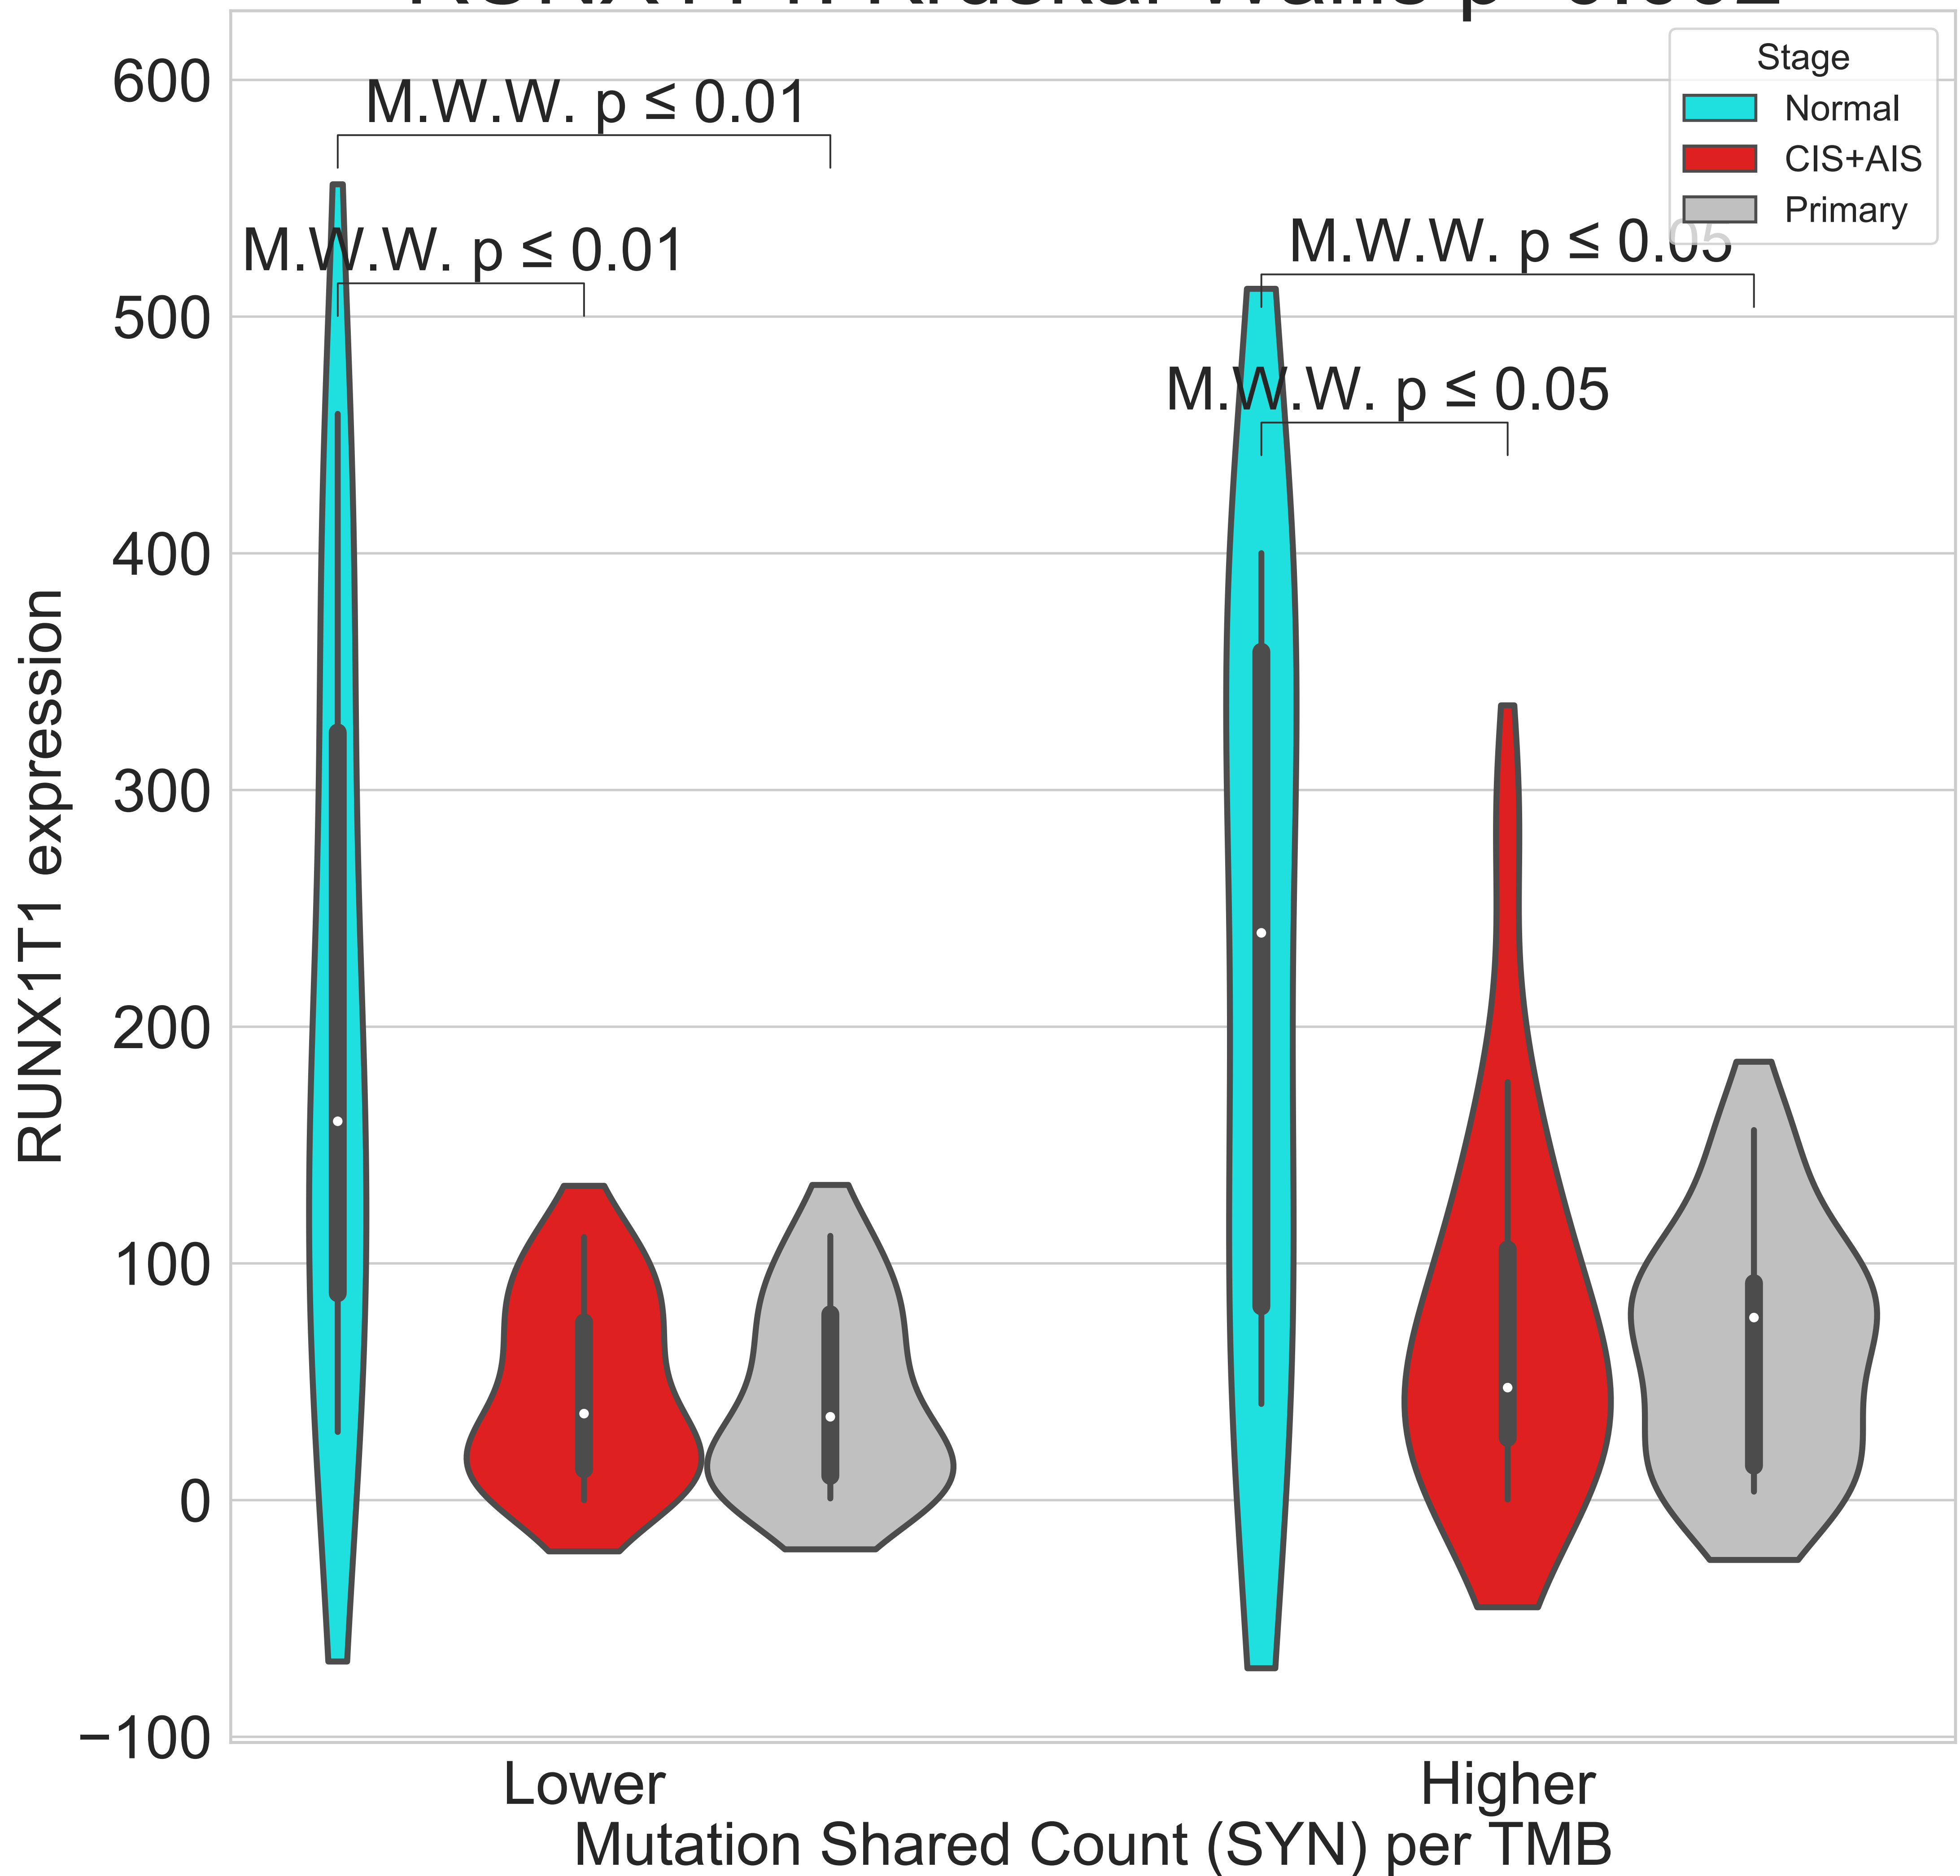 600
500
400
300
200
100
0
−100
RUNX1T1 expression
M.W.W. p ≤ 0.01
M.W.W. p ≤ 0.01
M.W.W. p ≤ 0.05
M.W.W. p ≤ 0.05
Stage
Normal
CIS+AIS
Primary
Lower
Higher
Mutation Shared Count (SYN) per TMB